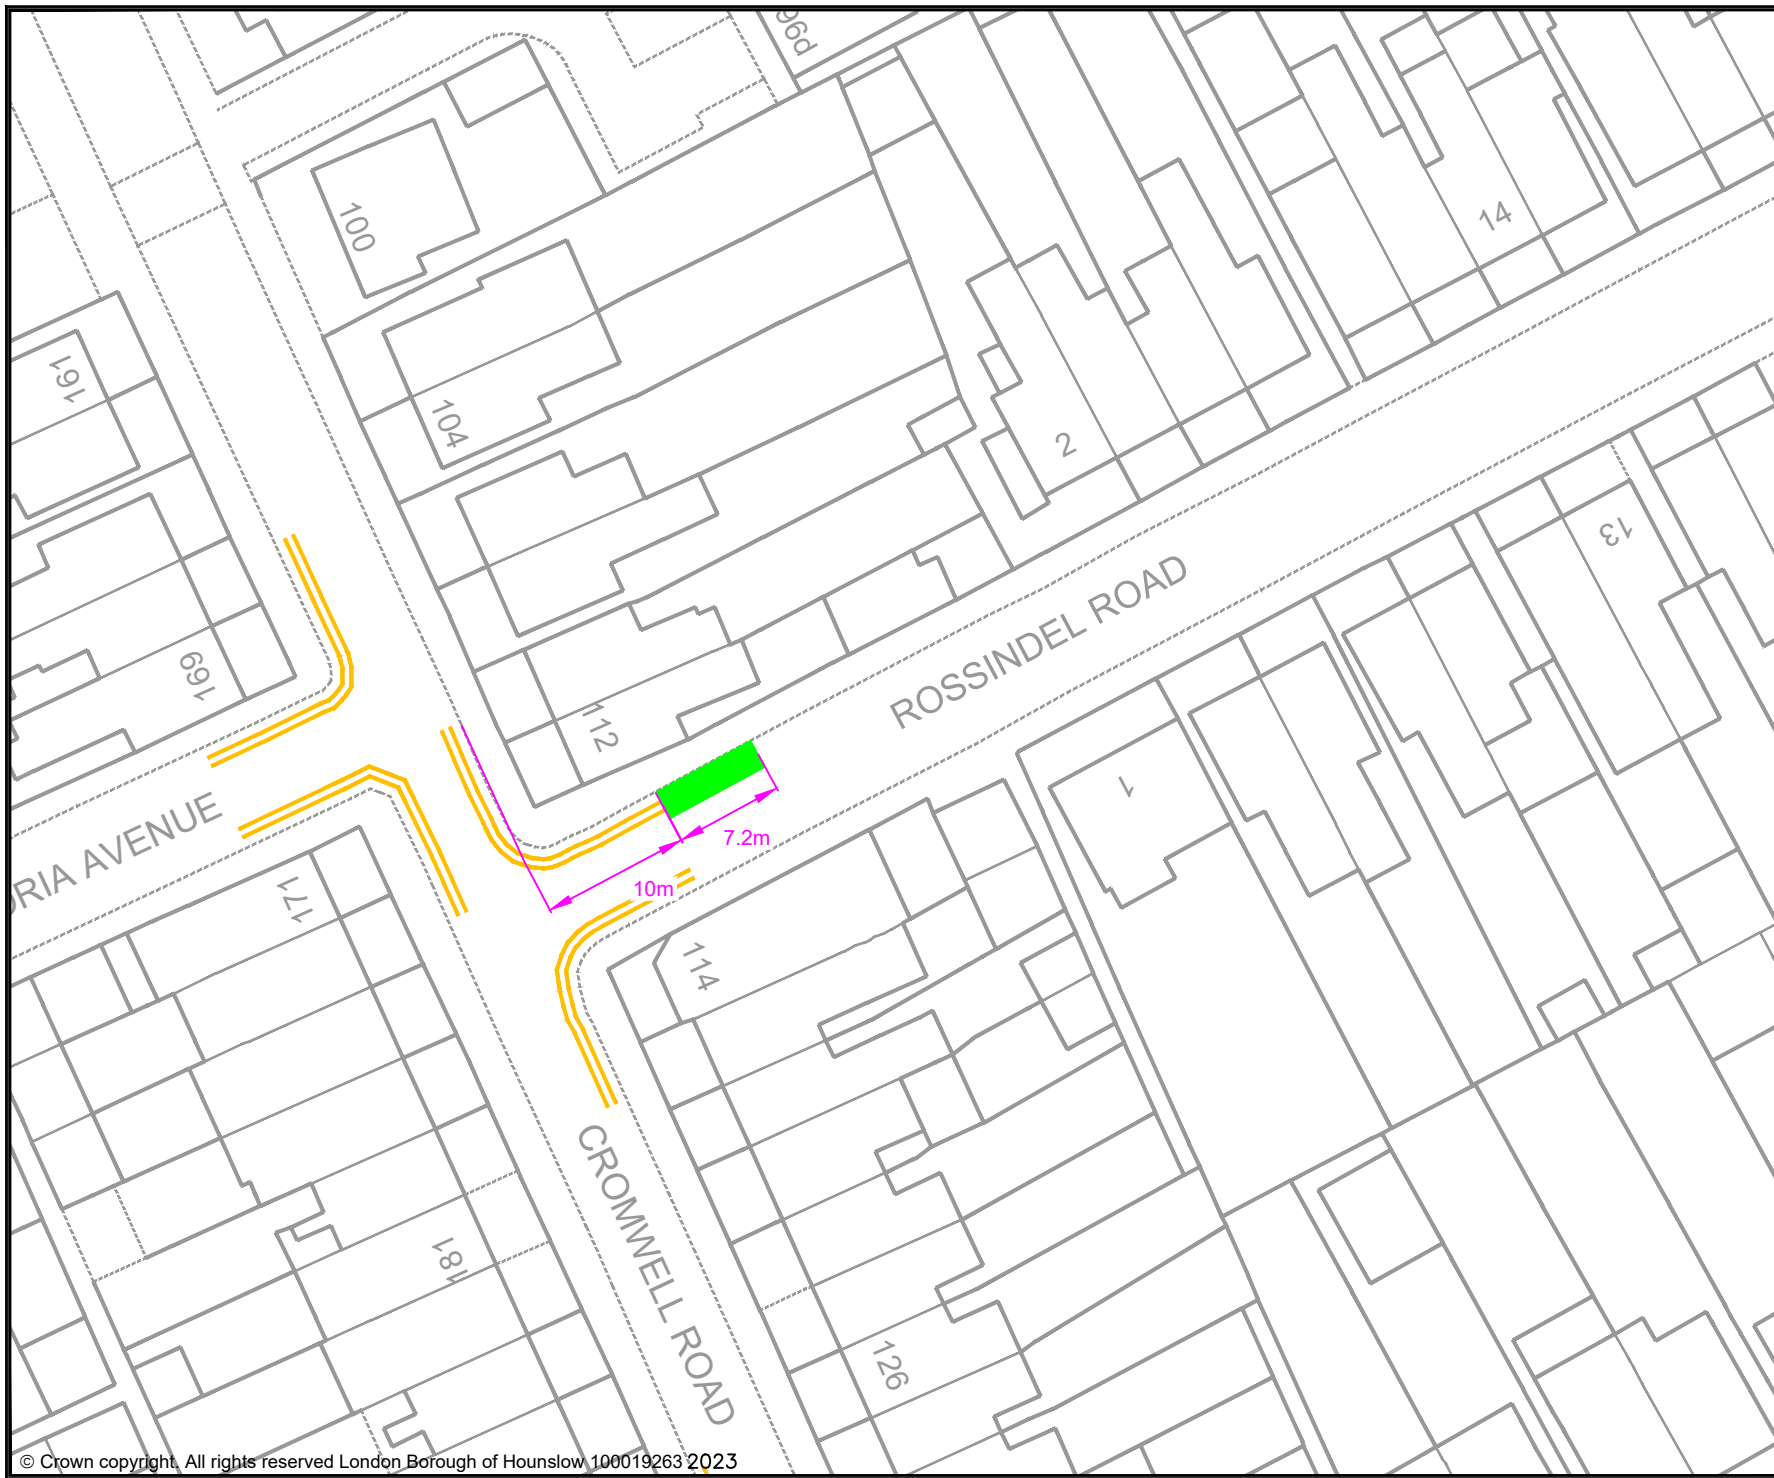 96d
100
14
161
104
2
13
ROSSINDEL ROAD
169
112
1
7.2m
10m
RIA AVENUE
171
114
CROMWELL ROAD
181
126
© Crown copyright. All rights reserved London Borough of Hounslow 100019263 2023